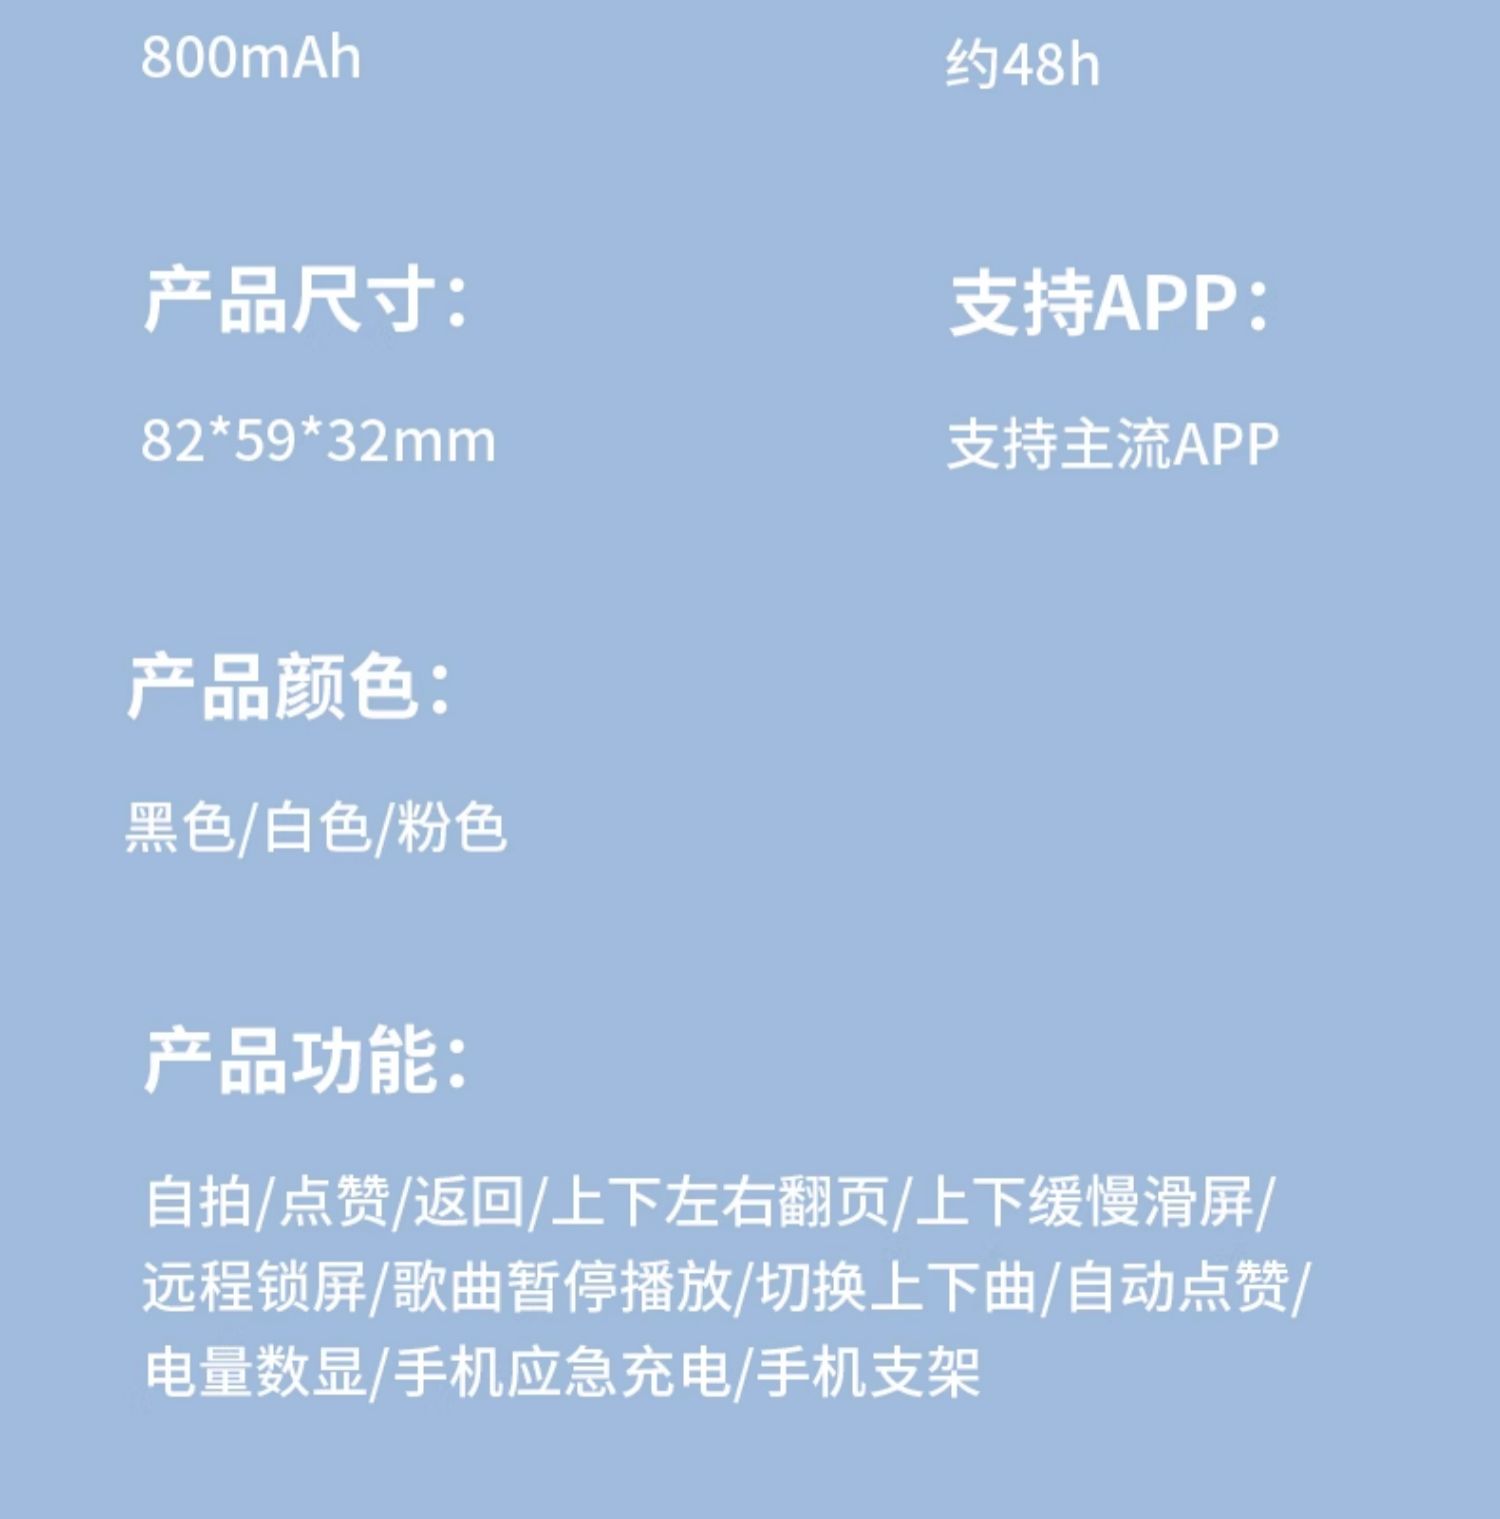 800mAh
约48h
产品尺寸：
支持APP：
82*59*32mm
支持主流APP
产品颜色：
黑色/白色/粉色
产品功能：
自拍/点赞/返回/上下左右翻页/上下缓慢滑屏/
远程锁屏/歌曲暂停播放/切换上下曲/自动点赞/
电量数显/手机应急充电/手机支架